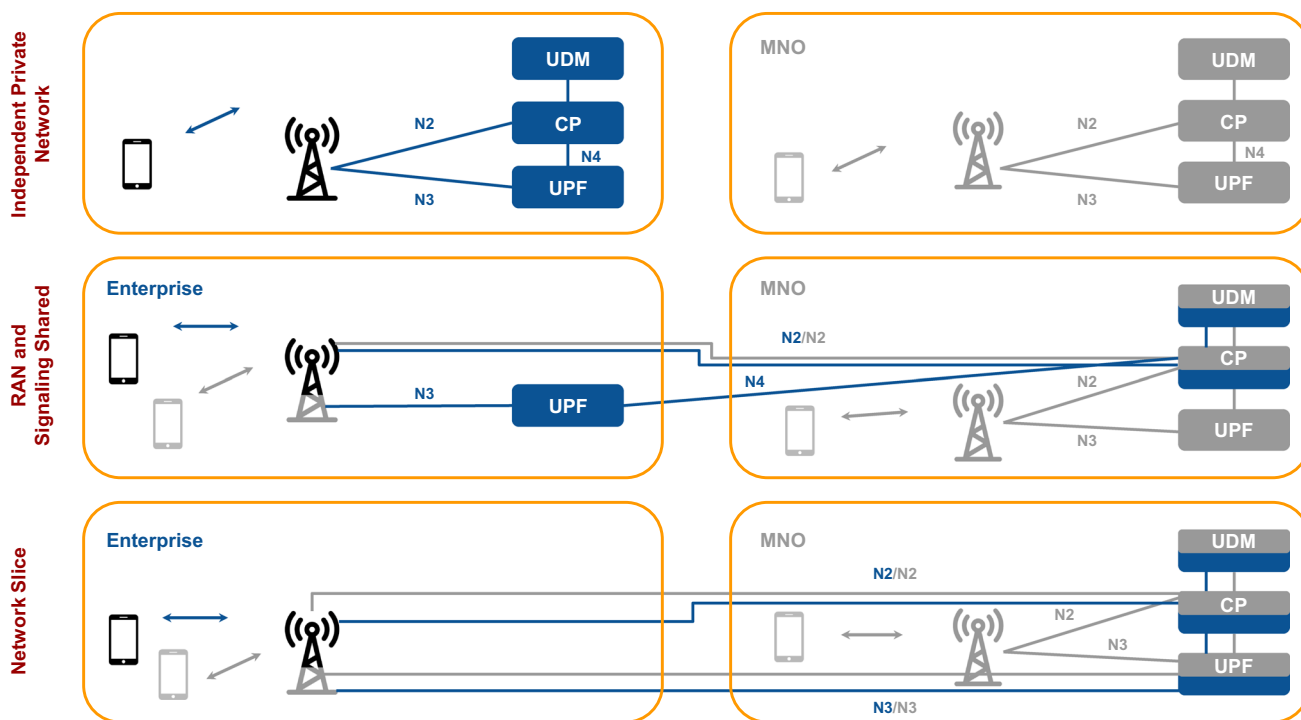 Independent Private
Network
UDM
CP
UPF
N2
N4
N3
MNO
UDM
CP
UPF
N2
N4
N3
RAN and
Signaling Shared
Enterprise
N3
UPF
MNO
N2/N2
N4
N2
N3
UDM
CP
UPF
Network Slice
Enterprise
MNO
N2/N2
N2
N3
N3/N3
UDM
CP
UPF